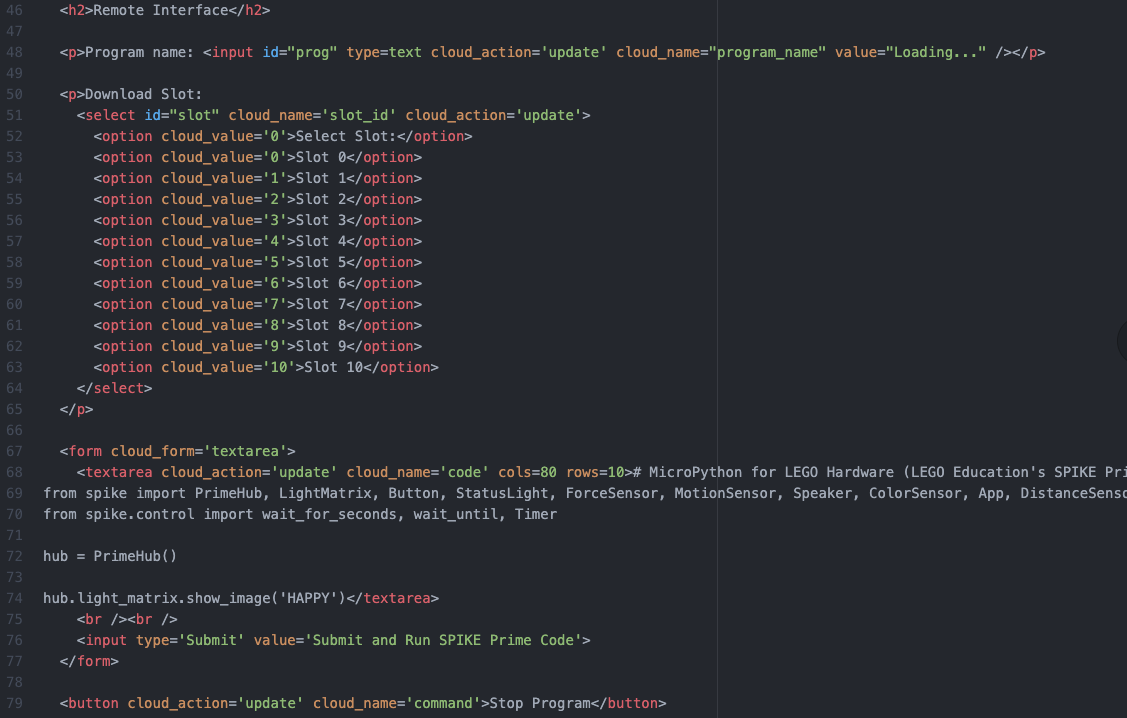 46 <h2>Remote Interface</h2>
47
48 <p>Program name: <input id="prog" type=text cloud_action='update' cloud_name="program_name" value="Loading..." /></p>
49
50 <p>Download Slot:
51 <select id="slot" cloud_name='slot_id' cloud_action='update'>
52 <option cloud_value='0'>Select Slot:</option>
53 <option cloud_value='0'>Slot 0</option>
54 <option cloud_value='1'>Slot 1</option>
55 <option cloud_value='2'>Slot 2</option>
56 <option cloud_value='3'>Slot 3</option>
57 <option cloud_value='4'>Slot 4</option>
58 <option cloud_value='5'>Slot 5</option>
59 <option cloud_value='6'>Slot 6</option>
60 <option cloud_value='7'>Slot 7</option>
61 <option cloud_value='8'>Slot 8</option>
62 <option cloud_value='9'>Slot 9</option>
63 <option cloud_value='10'>Slot 10</option>
64 </select>
65 </p>
66
67 <form cloud_form='textarea'>
68 <textarea cloud_action='update' cloud_name='code' cols=80 rows=10># MicroPython for LEGO Hardware (LEGO Education's SPIKE Pri
69 from spike import PrimeHub, LightMatrix, Button, StatusLight, ForceSensor, MotionSensor, Speaker, ColorSensor, App, DistanceSenso
70 from spike.control import wait_for_seconds, wait_until, Timer
71
72 hub = PrimeHub()
73
74 hub.light_matrix.show_image('HAPPY')</textarea>
75 <br /><br />
76 <input type='Submit' value='Submit and Run SPIKE Prime Code'>
77 </form>
78
79 <button cloud_action='update' cloud_name='command'>Stop Program</button>